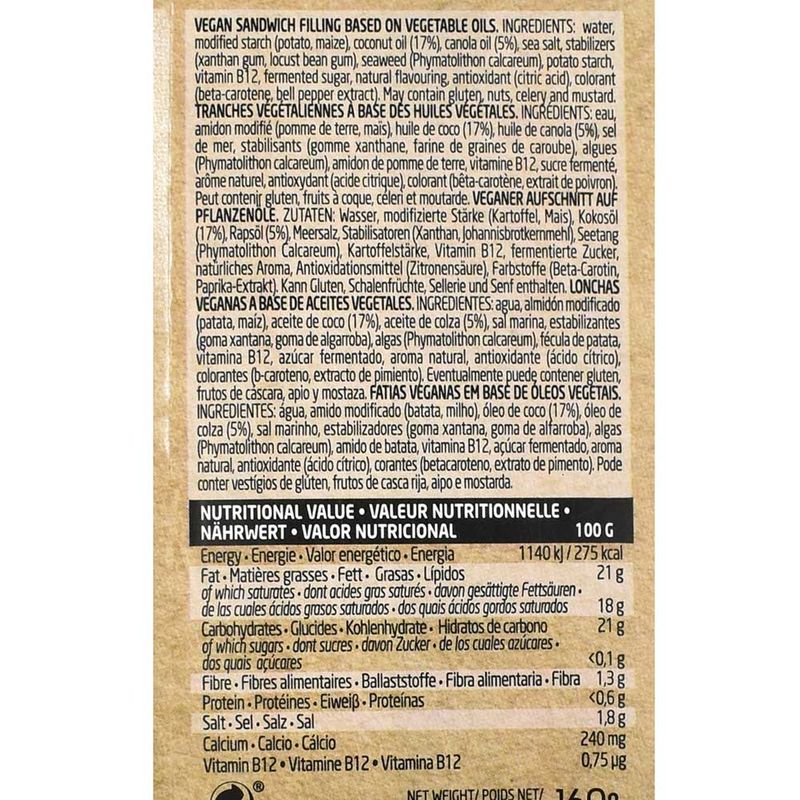 VEGAN SANDWICH FILLING BASED ON VEGETABLE OILS. INGREDIENTS: water,
modified starch (potato, maize), coconut oil (17%), canola oil (5%), sea salt, stabilizers
(xanthan gum, locust bean gum), seaweed (Phymatolithon calcareum), potato starch,
vitamin B12, fermented sugar, natural flavouring, antioxidant (citric acid), colorant
(beta-carotene, bell pepper extract). May contain gluten, nuts, celery and mustard.
TRANCHES VÉGÉTALIENNES À BASE DES HUILES VÉGÉTALES. INGRÉDIENTS: eau,
amidon modifié (pomme de terre, maïs), huile de coco (17%), huile de canola (5%), sel
de mer, stabilisants (gomme xanthane, farine de graines de caroube), algues
(Phymatolithon calcareum), amidon de pomme de terre, vitamine B12, sucre fermenté,
arôme naturel, antioxydant (acide citrique), colorant (bêta-carotène, extrait de poivron).
Peut contenir gluten, fruits à coque, céleri et moutarde. VEGANER AUFSCHNITT AUF
PFLANZENÖLE. ZUTATEN: Wasser, modifizierte Stärke (Kartoffel, Mais), Kokosöl
(17%), Rapsöl (5%), Meersalz, Stabilisatoren (Xanthan, Johannisbrotkernmehl), Seetang
(Phymatolithon Calcareum), Kartoffelstärke, Vitamin B12, fermentierte Zucker,
natürliches Aroma, Antioxidationsmittel (Zitronensäure), Farbstoffe (Beta-Carotin,
Paprika-Extrakt). Kann Gluten, Schalenfrüchte, Sellerie und Senf enthalten. LONCHAS
VEGANAS A BASE DE ACEITES VEGETALES. INGREDIENTES: agua, almidón modificado
(patata, maíz), aceite de coco (17%), aceite de colza (5%), sal marina, estabilizantes
(goma xantana, goma de algarroba), algas (Phymatolithon calcareum), fécula de patata,
vitamina B12, azúcar fermentado, aroma natural, antioxidante (ácido cítrico),
colorantes (b-caroteno, extracto de pimiento). Eventualmente puede contener gluten,
frutos de cáscara, apio y mostaza. FATIAS VEGANAS EM BASE DE ÓLEOS VEGETAIS.
INGREDIENTES: água, amido modificado (batata, milho), óleo de coco (17%), óleo de
colza (5%), sal marinho, estabilizadores (goma xantana, goma de alfarroba), algas
(Phymatolithon calcareum), amido de batata, vitamina B12, açúcar fermentado, aroma
natural, antioxidante (ácido cítrico), corantes (betacaroteno, extrato de pimento). Pode
conter vestígios de glúten, frutos de casca rija, aipo e mostarda.
NUTRITIONAL VALUE • VALEUR NUTRITIONNELLE •
NÄHRWERT • VALOR NUTRICIONAL 100 G
Energy • Energie • Valor energético • Energia 1140 kJ / 275 kcal
Fat • Matières grasses • Fett • Grasas • Lípidos 21 g
of which saturates • dont acides gras saturés • davon gesättigte Fettsäuren •
de las cuales ácidos grasos saturados • dos quais ácidos gordos saturados 18 g
Carbohydrates • Glucides • Kohlenhydrate • Hidratos de carbono 21 g
of which sugars • dont sucres • davon Zucker • de los cuales azúcares •
dos quais açúcares <0,1 g
Fibre • Fibres alimentaires • Ballaststoffe • Fibra alimentaria • Fibra 1,3 g
Protein • Protéines • Eiweiß • Proteínas <0,6 g
Salt • Sel • Salz • Sal 1,8 g
Calcium • Calcio • Cálcio 240 mg
Vitamin B12 • Vitamine B12 • Vitamina B12 0,75 µg
® NET WEIGHT/ POIDS NET/ 160g